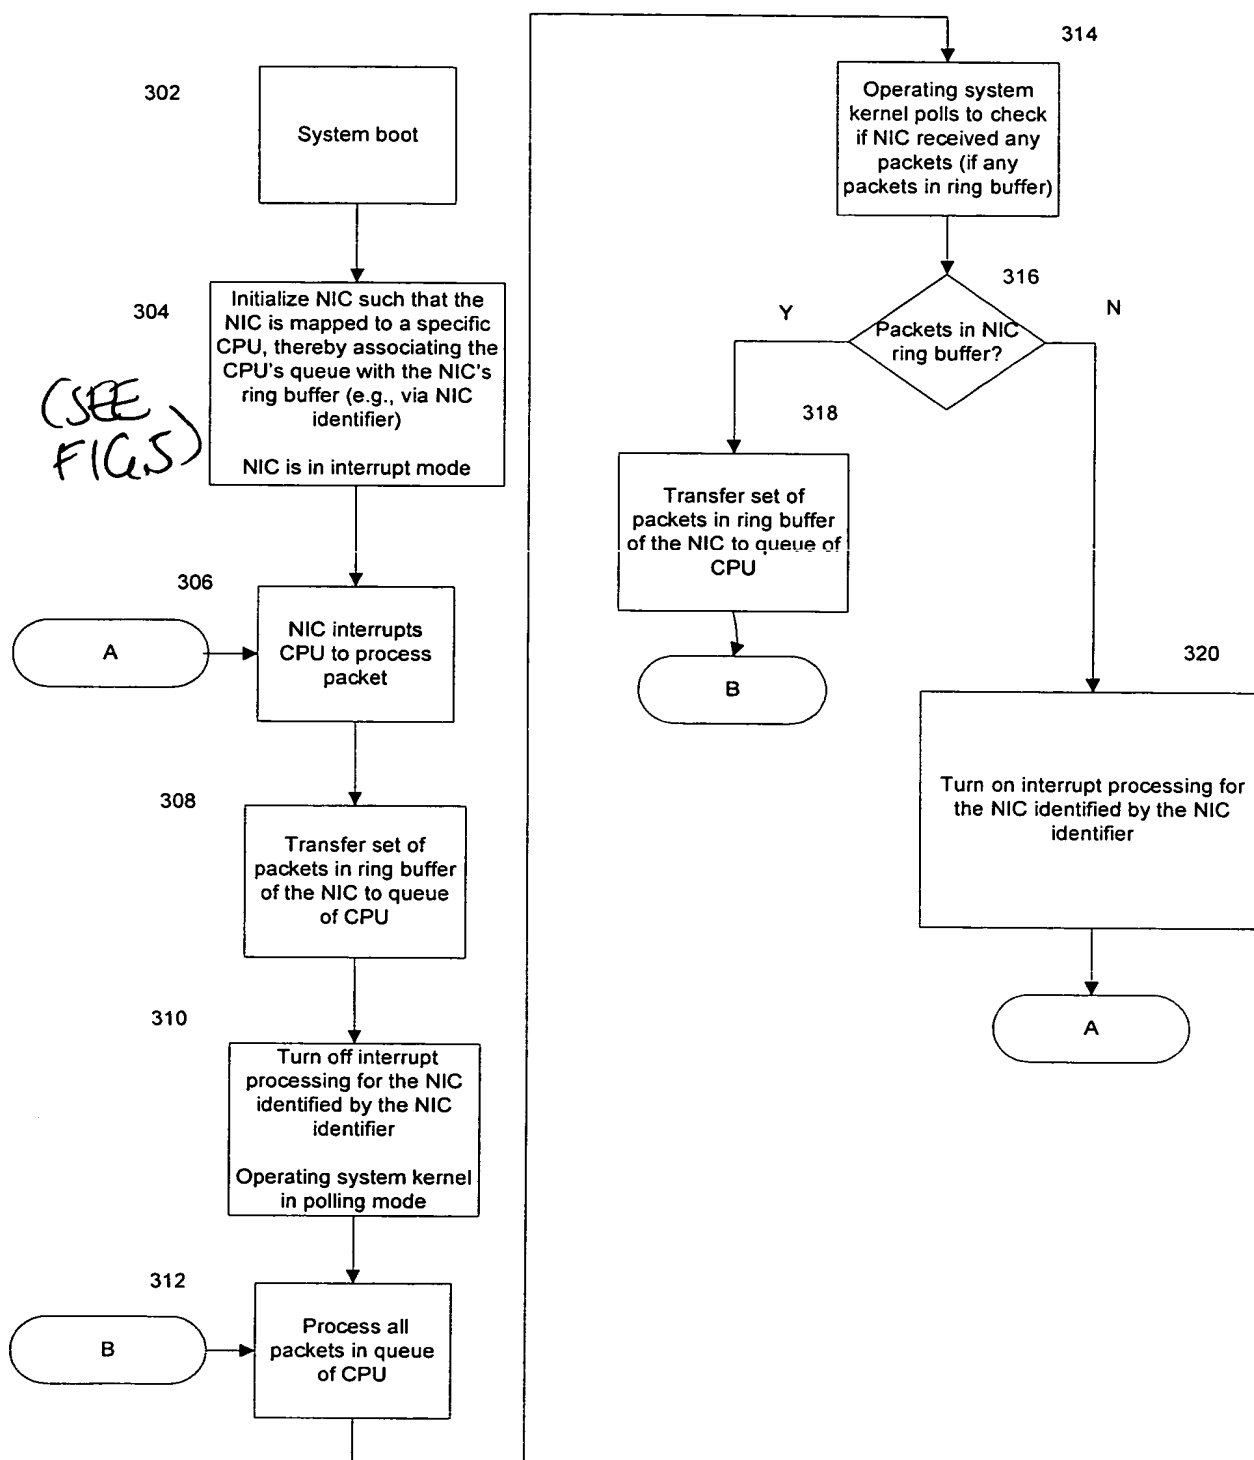 302
System boot
304
Initialize NIC such that the
NIC is mapped to a specific
CPU, thereby associating the
CPU's queue with the NIC's
ring buffer (e.g., via NIC
identifier)
NIC is in interrupt mode
(SEE
FIG 5)
306
A
NIC interrupts
CPU to process
packet
308
Transfer set of
packets in ring buffer
of the NIC to queue
of CPU
310
Turn off interrupt
processing for the NIC
identified by the NIC
identifier
Operating system kernel
in polling mode
312
B
Process all
packets in queue
of CPU
314
Operating system
kernel polls to check
if NIC received any
packets (if any
packets in ring buffer)
316
Y
N
Packets in NIC
ring buffer?
318
Transfer set of
packets in ring buffer
of the NIC to queue of
CPU
B
320
Turn on interrupt processing for
the NIC identified by the NIC
identifier
A